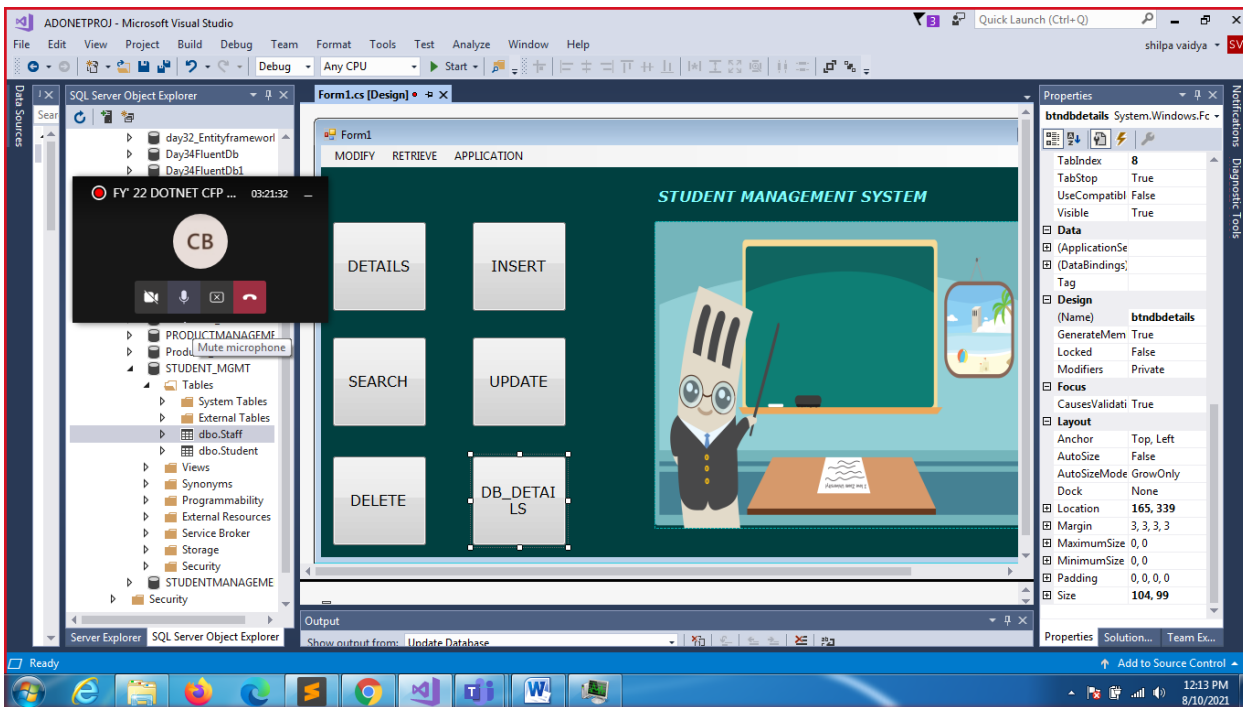 ADONETPROJ - Microsoft Visual Studio
3
Quick Launch (Ctrl+Q)
File Edit View Project Build Debug Team Format Tools Test Analyze Window Help
shilpa vaidya
SV
Debug Any CPU Start
Data Sources
SQL Server Object Explorer
Sear
day32_Entityframeworl
Day34FluentDb
Day34FluentDb1
FY' 22 DOTNET CFP ... 03:21:32
CB
PRODUCTMANAGEME
Produ
Mute microphone
STUDENT_MGMT
Tables
System Tables
External Tables
dbo.Staff
dbo.Student
Views
Synonyms
Programmability
External Resources
Service Broker
Storage
Security
STUDENTMANAGEME
Security
Server Explorer SQL Server Object Explorer
Form1.cs [Design]
Form1
MODIFY RETRIEVE APPLICATION
STUDENT MANAGEMENT SYSTEM
DETAILS INSERT
SEARCH UPDATE
DELETE DB_DETAI
LS
Output
Show output from: Update Database
Properties
btndbdetails System.Windows.Fc
TabIndex 8
TabStop True
UseCompatibl False
Visible True
Data
(ApplicationSe
(DataBindings)
Tag
Design
(Name) btndbdetails
GenerateMem True
Locked False
Modifiers Private
Focus
CausesValidati True
Layout
Anchor Top, Left
AutoSize False
AutoSizeMode GrowOnly
Dock None
Location 165, 339
Margin 3, 3, 3, 3
MaximumSize 0, 0
MinimumSize 0, 0
Padding 0, 0, 0, 0
Size 104, 99
Properties Solution... Team Ex...
Notifications
Diagnostic Tools
Ready
Add to Source Control
12:13 PM
8/10/2021